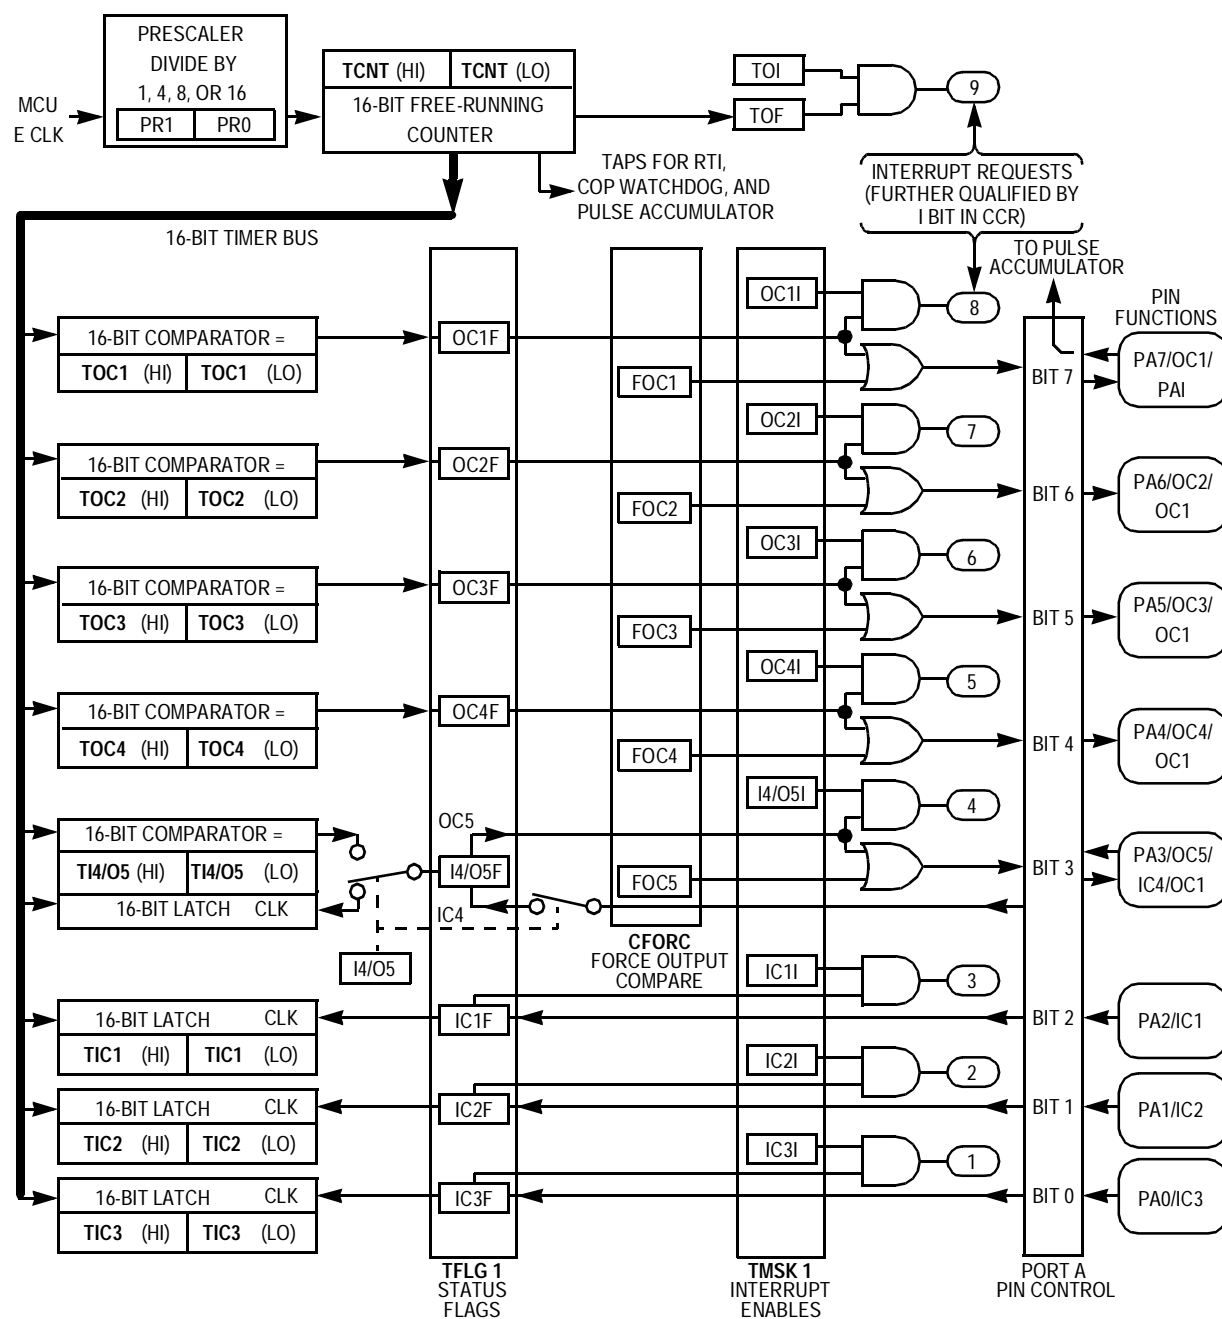 PRESCALER
DIVIDE BY
1, 4, 8, OR 16
PR1 PR0
MCU
E CLK
TCNT (HI) TCNT (LO)
16-BIT FREE-RUNNING
COUNTER
TOI
TOF
9
TAPS FOR RTI,
COP WATCHDOG, AND
PULSE ACCUMULATOR
INTERRUPT REQUESTS
(FURTHER QUALIFIED BY
I BIT IN CCR)
16-BIT TIMER BUS
TO PULSE
ACCUMULATOR
PIN
FUNCTIONS
OC1I
8
16-BIT COMPARATOR =
TOC1 (HI) TOC1 (LO)
OC1F
FOC1
BIT 7
PA7/OC1/
PAI
OC2I
7
16-BIT COMPARATOR =
TOC2 (HI) TOC2 (LO)
OC2F
FOC2
BIT 6
PA6/OC2/
OC1
OC3I
6
16-BIT COMPARATOR =
TOC3 (HI) TOC3 (LO)
OC3F
FOC3
BIT 5
PA5/OC3/
OC1
OC4I
5
16-BIT COMPARATOR =
TOC4 (HI) TOC4 (LO)
OC4F
FOC4
BIT 4
PA4/OC4/
OC1
I4/O5I
4
16-BIT COMPARATOR =
TI4/O5 (HI) TI4/O5 (LO)
16-BIT LATCH CLK
OC5
I4/O5F
IC4
I4/O5
FOC5
BIT 3
PA3/OC5/
IC4/OC1
CFORC
FORCE OUTPUT
COMPARE
IC1I
3
16-BIT LATCH CLK
TIC1 (HI) TIC1 (LO)
IC1F
BIT 2
PA2/IC1
IC2I
2
16-BIT LATCH CLK
TIC2 (HI) TIC2 (LO)
IC2F
BIT 1
PA1/IC2
IC3I
1
16-BIT LATCH CLK
TIC3 (HI) TIC3 (LO)
IC3F
BIT 0
PA0/IC3
TFLG 1
STATUS
FLAGS
TMSK 1
INTERRUPT
ENABLES
PORT A
PIN CONTROL